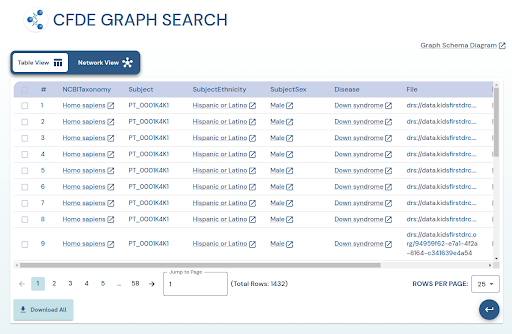 CFDE GRAPH SEARCH
Graph Schema Diagram
Table View Network View
# NCBITaxonomy Subject SubjectEthnicity SubjectSex Disease File
1 Homo sapiens PT_0001K4K1 Hispanic or Latino Male Down syndrome drs://data.kidsfirstdrc....
2 Homo sapiens PT_0001K4K1 Hispanic or Latino Male Down syndrome drs://data.kidsfirstdrc....
3 Homo sapiens PT_0001K4K1 Hispanic or Latino Male Down syndrome drs://data.kidsfirstdrc....
4 Homo sapiens PT_0001K4K1 Hispanic or Latino Male Down syndrome drs://data.kidsfirstdrc....
5 Homo sapiens PT_0001K4K1 Hispanic or Latino Male Down syndrome drs://data.kidsfirstdrc....
6 Homo sapiens PT_0001K4K1 Hispanic or Latino Male Down syndrome drs://data.kidsfirstdrc....
7 Homo sapiens PT_0001K4K1 Hispanic or Latino Male Down syndrome drs://data.kidsfirstdrc....
8 Homo sapiens PT_0001K4K1 Hispanic or Latino Male Down syndrome drs://data.kidsfirstdrc....
drs://data.kidsfirstdrc.o
9 Homo sapiens PT_0001K4K1 Hispanic or Latino Male Down syndrome rg/94959f62-e7a1-4f2a
-8164-c341639e4a54
Jump to Page
1 2 3 4 5 ... 58 1 (Total Rows: 1432) ROWS PER PAGE: 25
Download All